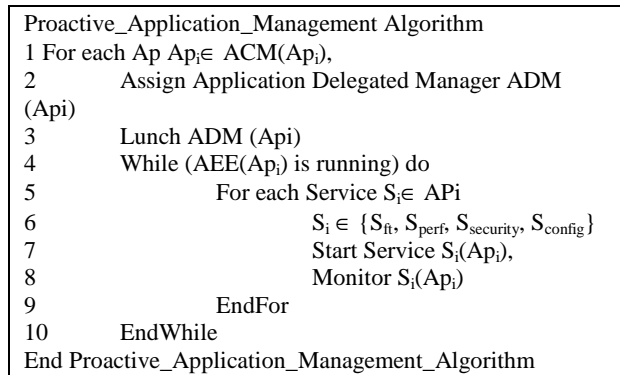 Proactive_Application_Management Algorithm
1 For each Ap Apᵢ∈ ACM(Apᵢ),
2 Assign Application Delegated Manager ADM
(Api)
3 Lunch ADM (Api)
4 While (AEE(Apᵢ) is running) do
5 For each Service Sᵢ∈ APi
6 Sᵢ ∈ {S_ft, S_perf, S_security, S_config}
7 Start Service Sᵢ(Apᵢ),
8 Monitor Sᵢ(Apᵢ)
9 EndFor
10 EndWhile
End Proactive_Application_Management_Algorithm